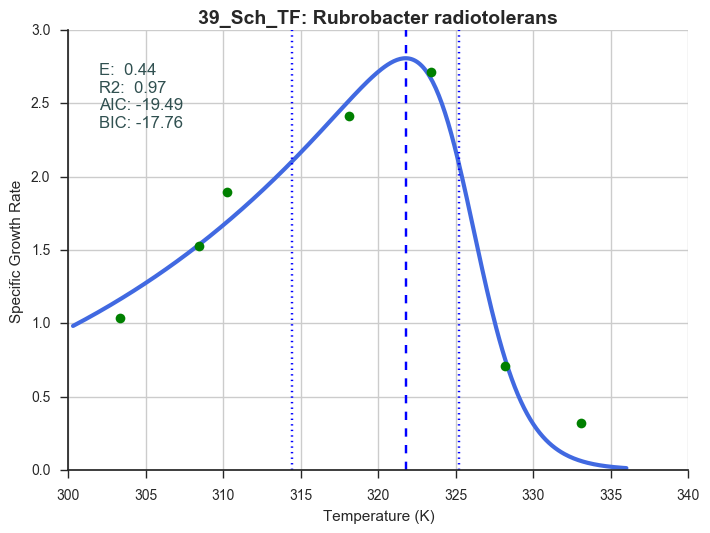 39_Sch_TF: Rubrobacter radiotolerans
3.0
E:  0.44
R2:  0.97
AIC: -19.49
BIC: -17.76
2.5
2.0
1.5
1.0
0.5
0.0
Specific Growth Rate
300 305 310 315 320 325 330 335 340
Temperature (K)